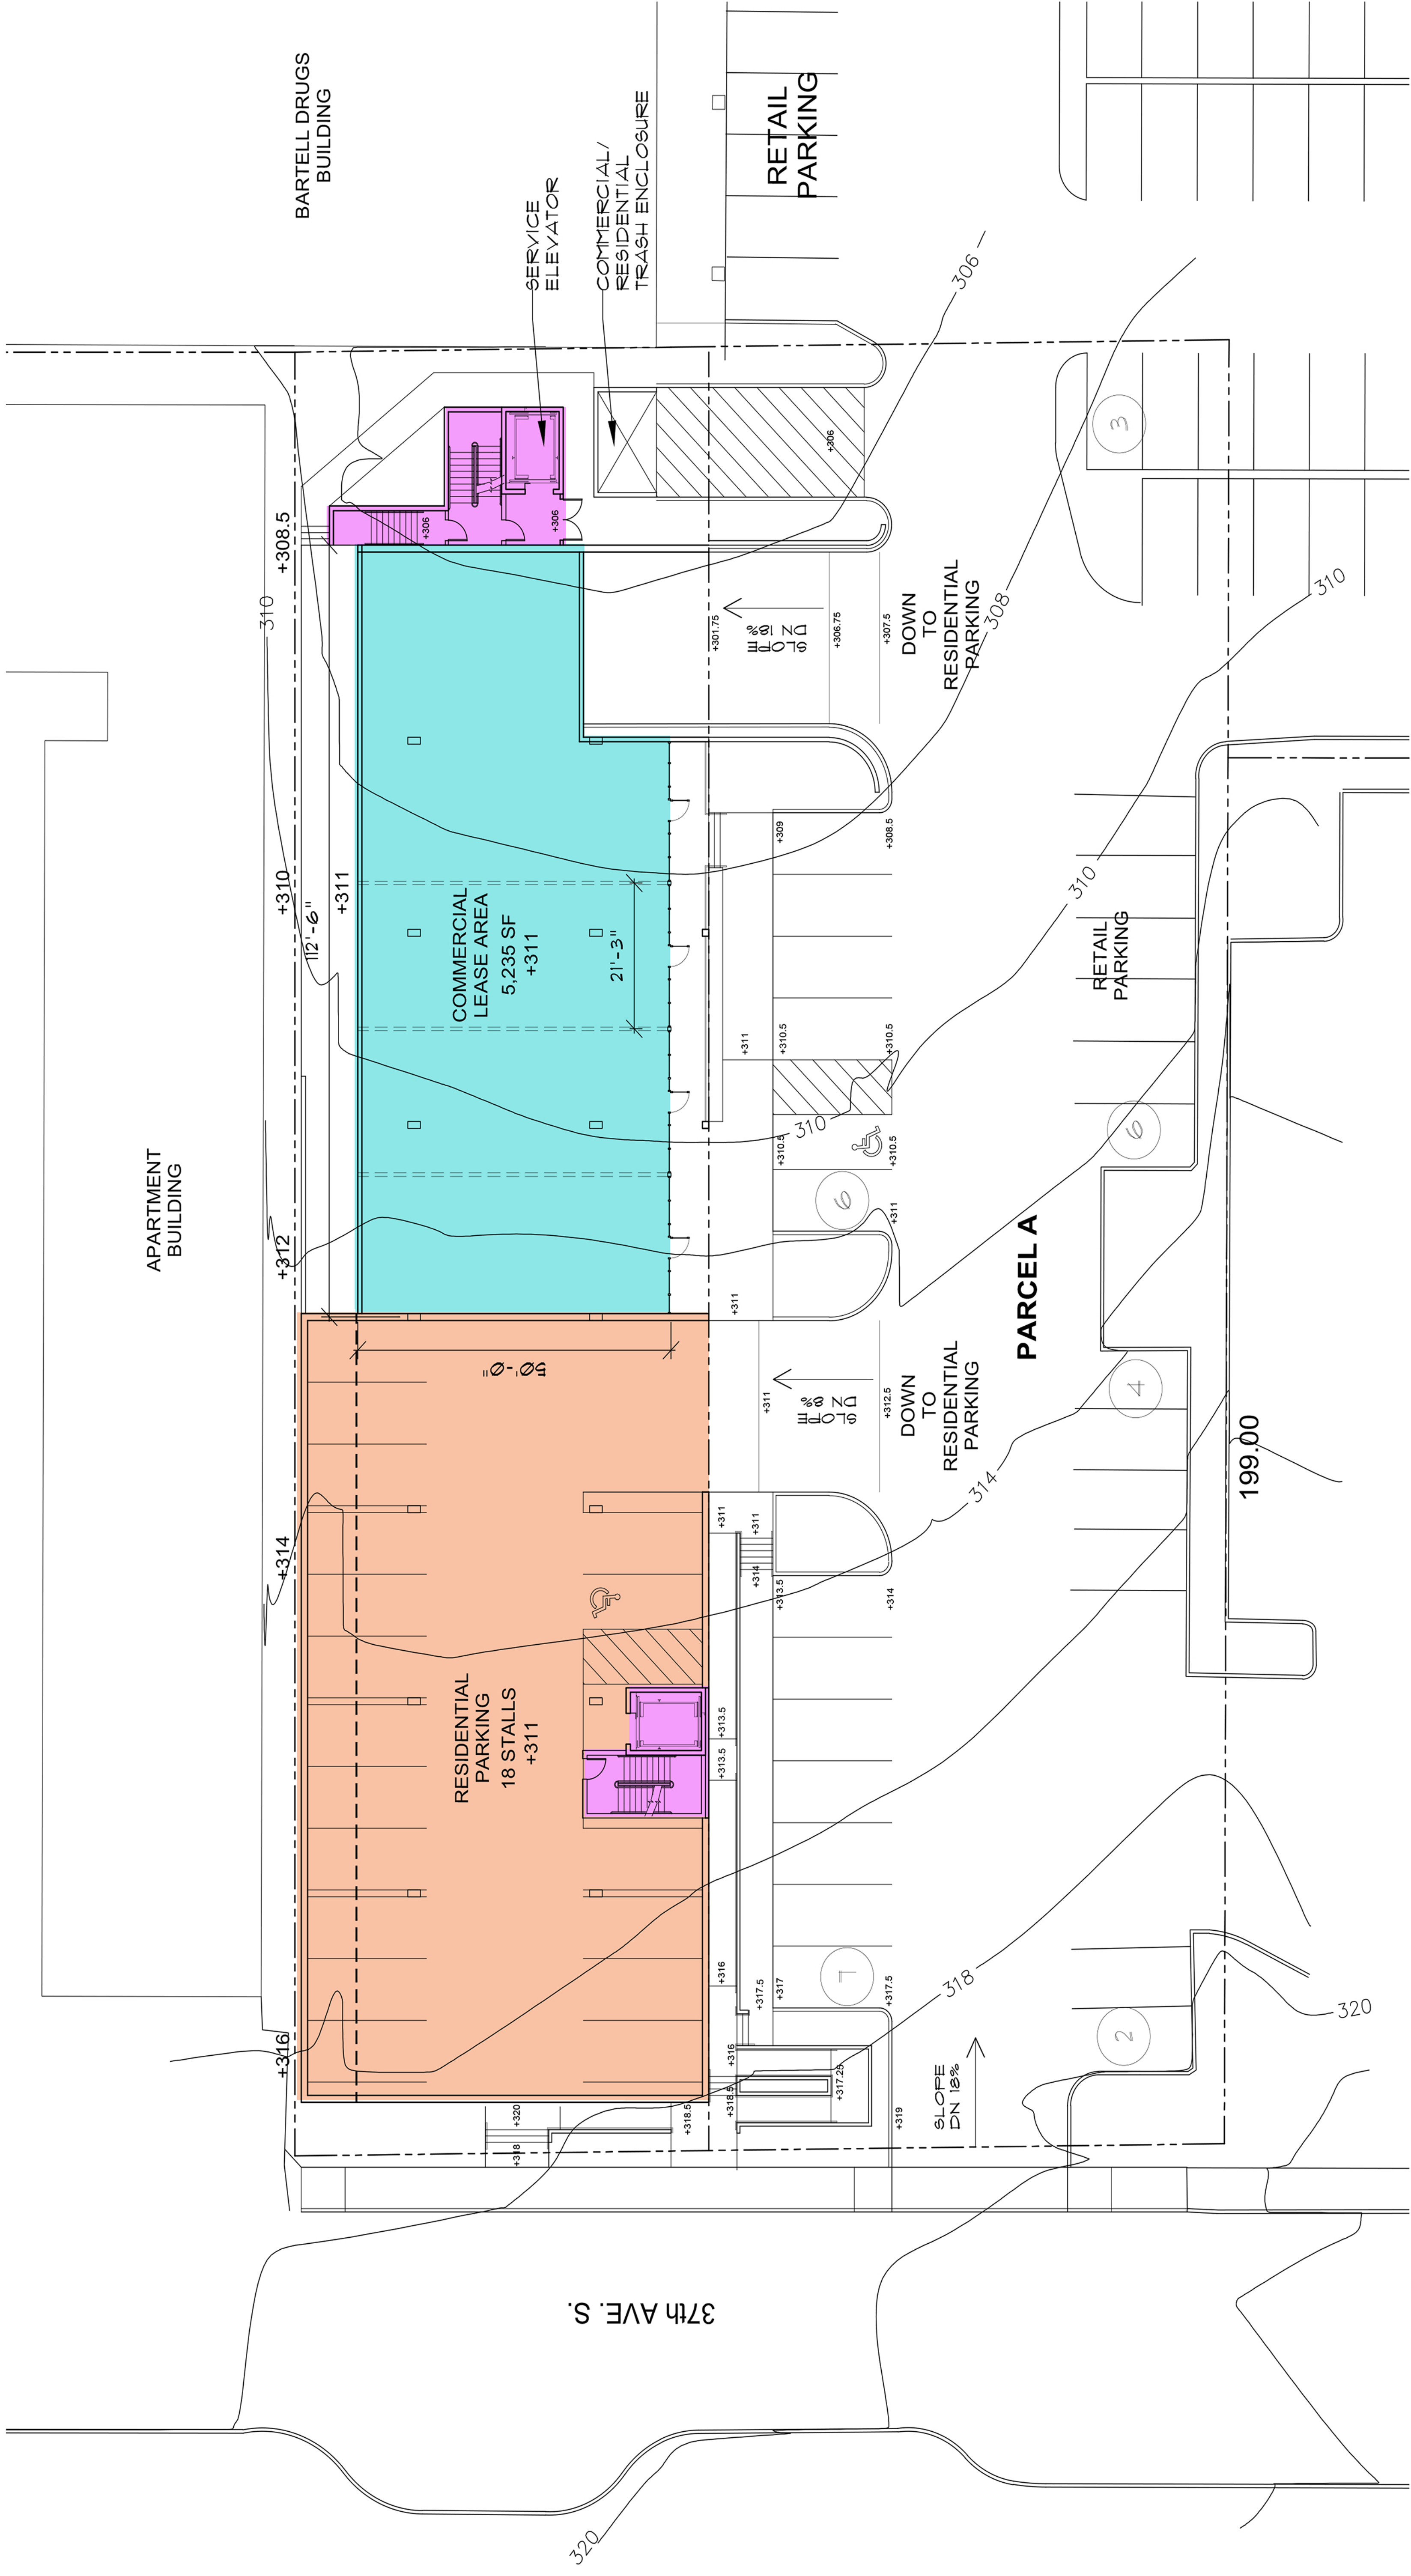 BARTELL DRUGS
BUILDING
SERVICE
ELEVATOR
COMMERCIAL/
RESIDENTIAL
TRASH ENCLOSURE
RETAIL
PARKING
306
+306
3
+308.5
310
+306
+306
+301.75
SLOPE
DN 18%
+306.75
+307.5
DOWN
TO
RESIDENTIAL
PARKING
308
310
+310
112'-6"
+311
COMMERCIAL
LEASE AREA
5,235 SF
+311
21'-3"
+309
+308.5
310
RETAIL
PARKING
+311
+310.5
+310.5
310
+310.5
+310.5
6
+311
6
APARTMENT
BUILDING
+312
+311
PARCEL A
50'-0"
+311
SLOPE
DN 8%
+312.5
DOWN
TO
RESIDENTIAL
PARKING
4
199.00
314
+314
+311
+311
+314
+313.5
+314
RESIDENTIAL
PARKING
18 STALLS
+311
+313.5
+313.5
+316
+317.5
+317
7
+317.5
318
320
2
+316
+316
+317.25
+318.5
+318.5
+320
+318
+319
SLOPE
DN 18%
37th AVE. S.
320